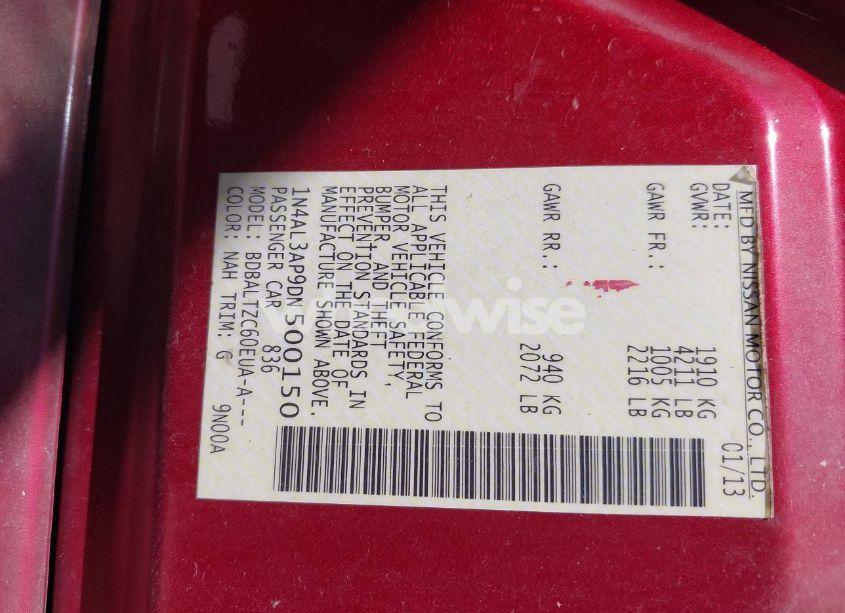 MFD BY NISSAN MOTOR CO., LTD.
DATE: 01/13
GVWR: 1910 KG
4211 LB
GAWR FR.: 1005 KG
2216 LB
GAWR RR.: 940 KG
2072 LB
THIS VEHICLE CONFORMS TO
ALL APPLICABLE FEDERAL
MOTOR VEHICLE SAFETY,
BUMPER, AND THEFT
PREVENTION STANDARDS IN
EFFECT ON THE DATE OF
MANUFACTURE SHOWN ABOVE.
1N4AL3AP9DN500150
PASSENGER CAR 836
MODEL: BDBALTZC60EUA-A---
COLOR: NAH TRIM: G 9N00A